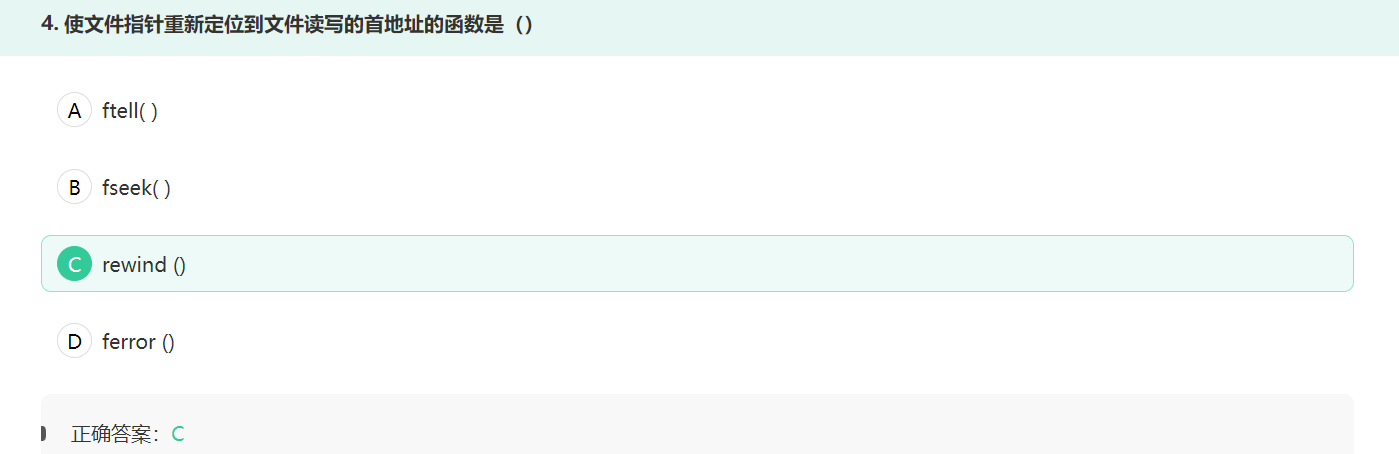 4. 使文件指针重新定位到文件读写的首地址的函数是（）
A ftell( )
B fseek( )
C rewind ()
D ferror ()
正确答案：C